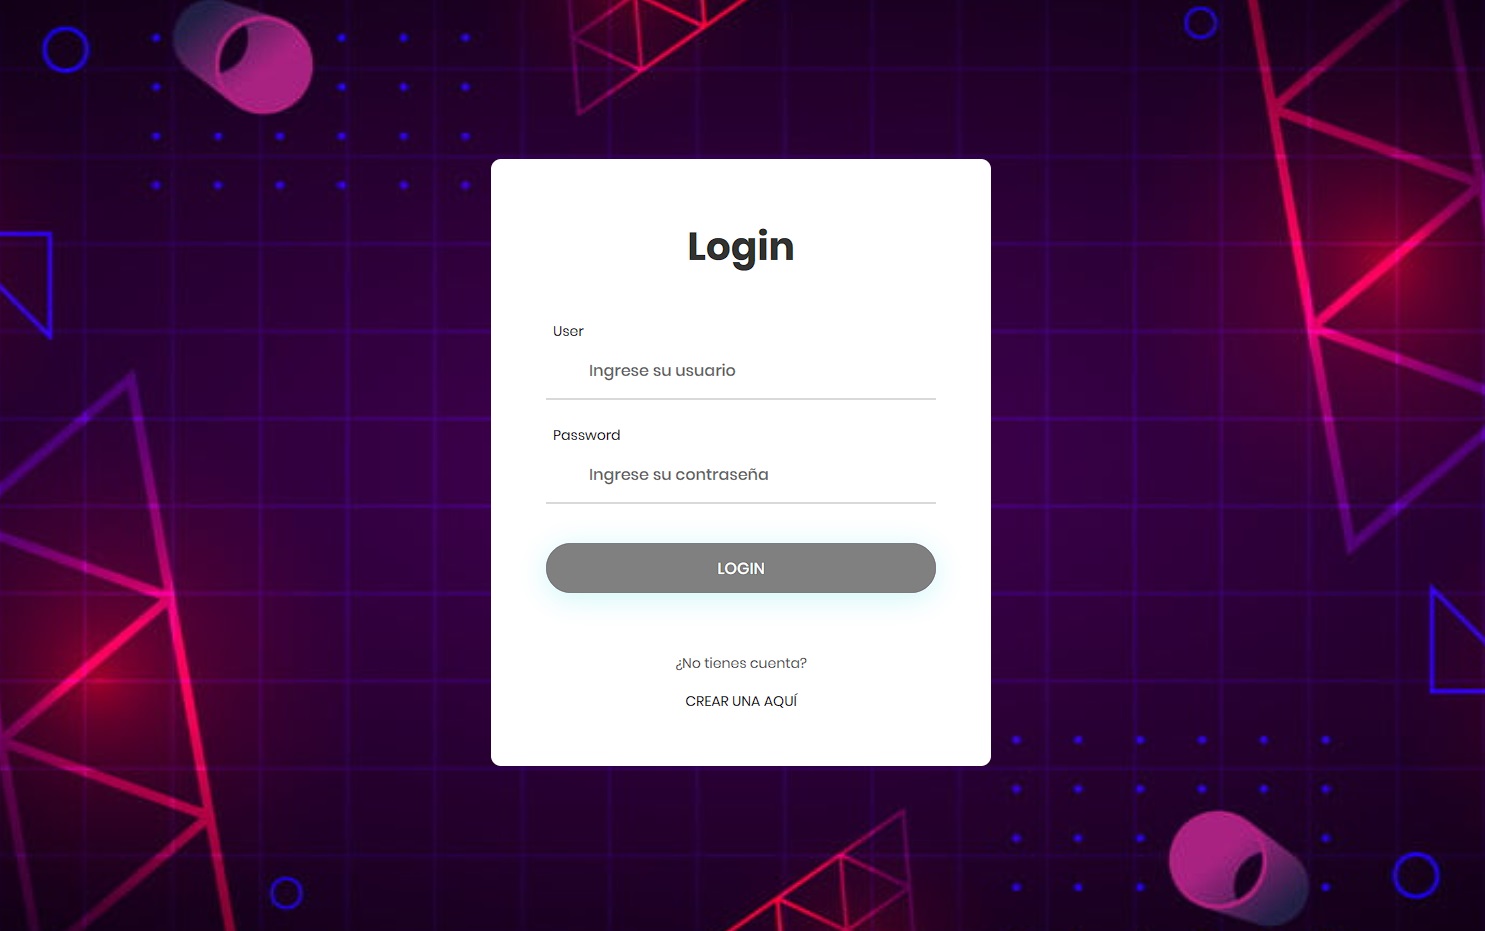 Login
User
Ingrese su usuario
Password
Ingrese su contraseña
LOGIN
¿No tienes cuenta?
CREAR UNA AQUÍ